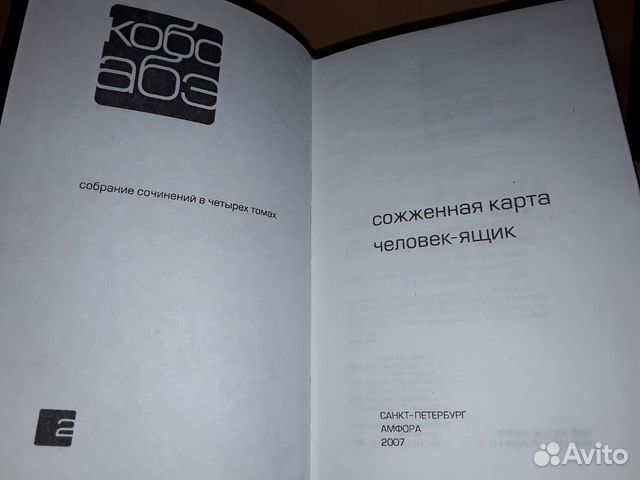 кобо
абэ
собрание сочинений в четырех томах
2
сожженная карта
человек-ящик
САНКТ-ПЕТЕРБУРГ
АМФОРА
2007
Avito